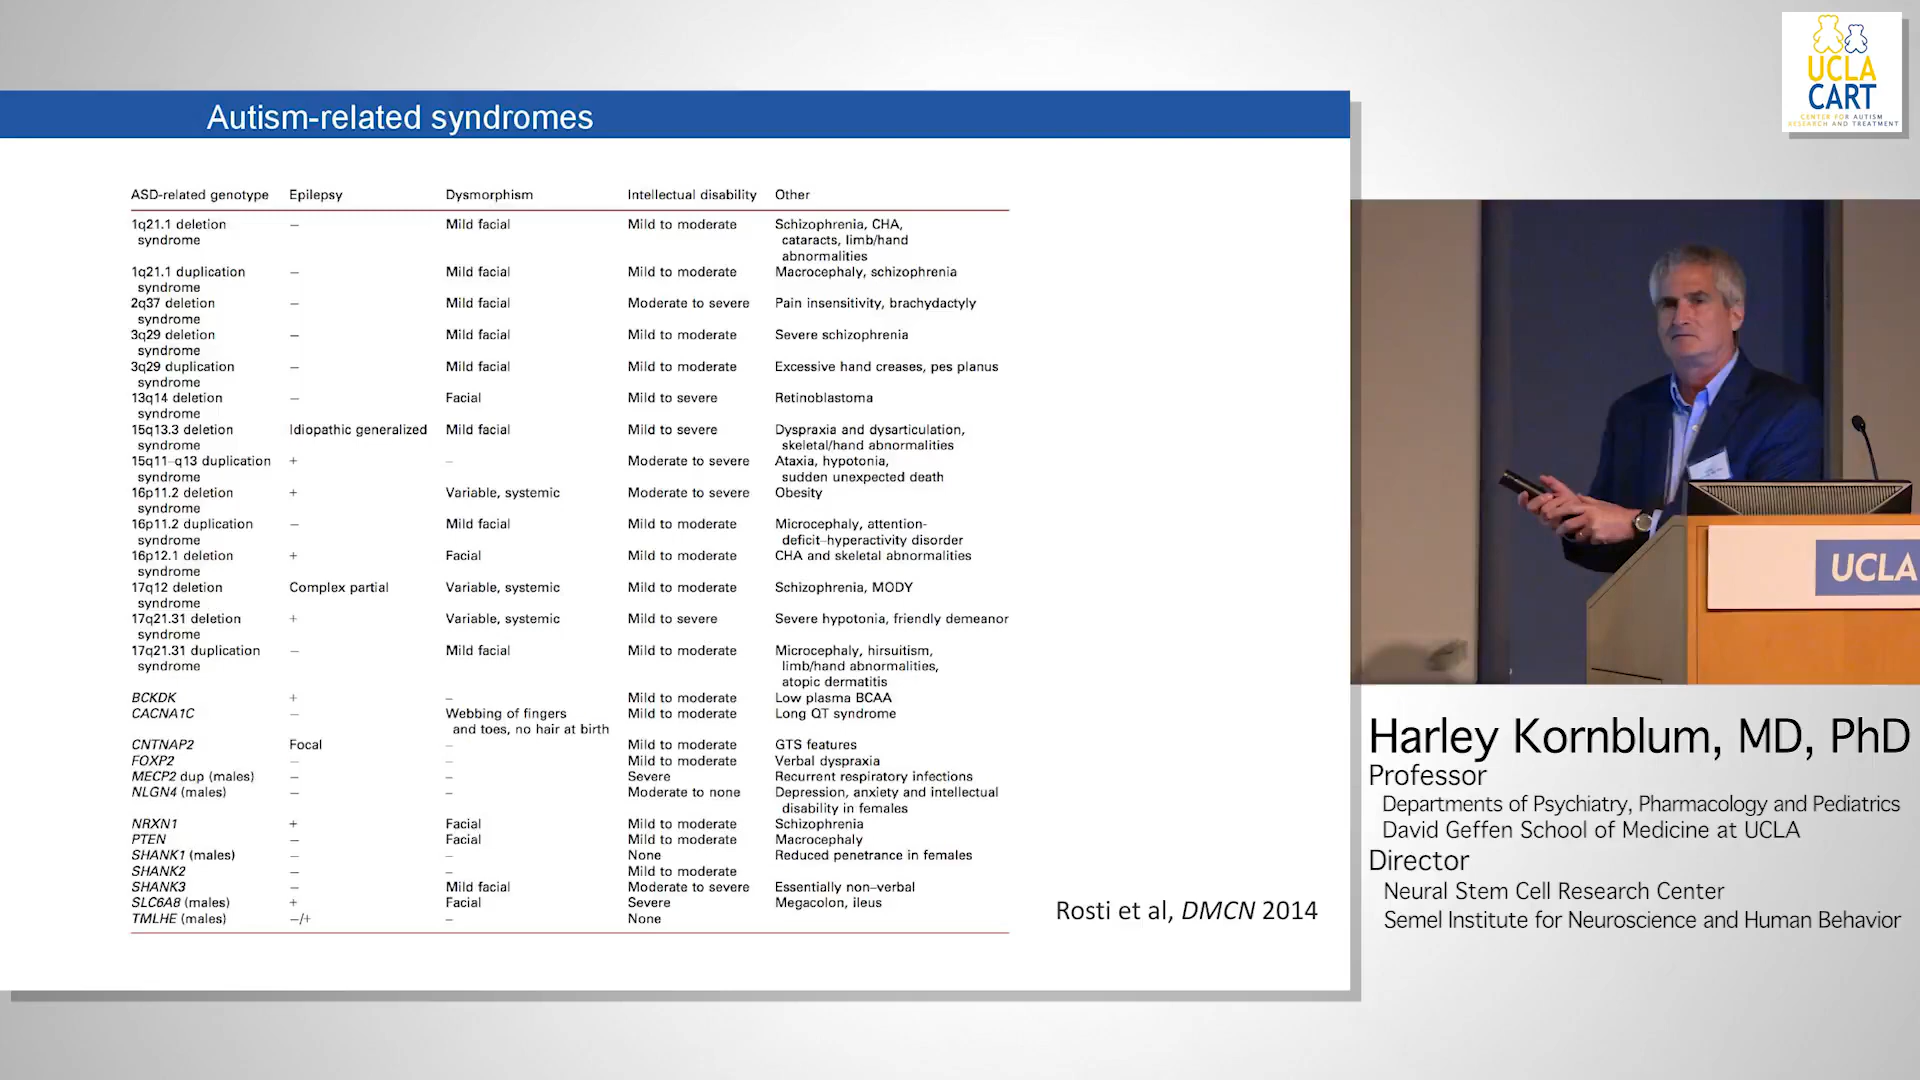 UCLA
CART
CENTER FOR AUTISM
RESEARCH AND TREATMENT
Autism-related syndromes
ASD-related genotype Epilepsy Dysmorphism Intellectual disability Other
1q21.1 deletion – Mild facial Mild to moderate Schizophrenia, CHA,
syndrome cataracts, limb/hand
abnormalities
1q21.1 duplication – Mild facial Mild to moderate Macrocephaly, schizophrenia
syndrome
2q37 deletion – Mild facial Moderate to severe Pain insensitivity, brachydactyly
syndrome
3q29 deletion – Mild facial Mild to moderate Severe schizophrenia
syndrome
3q29 duplication – Mild facial Mild to moderate Excessive hand creases, pes planus
syndrome
13q14 deletion – Facial Mild to severe Retinoblastoma
syndrome
15q13.3 deletion Idiopathic generalized Mild facial Mild to severe Dyspraxia and dysarticulation,
syndrome skeletal/hand abnormalities
15q11–q13 duplication + – Moderate to severe Ataxia, hypotonia,
syndrome sudden unexpected death
16p11.2 deletion + Variable, systemic Moderate to severe Obesity
syndrome
16p11.2 duplication – Mild facial Mild to moderate Microcephaly, attention-
syndrome deficit–hyperactivity disorder
16p12.1 deletion + Facial Mild to moderate CHA and skeletal abnormalities
syndrome
17q12 deletion Complex partial Variable, systemic Mild to moderate Schizophrenia, MODY
syndrome
17q21.31 deletion + Variable, systemic Mild to severe Severe hypotonia, friendly demeanor
syndrome
17q21.31 duplication – Mild facial Mild to moderate Microcephaly, hirsuitism,
syndrome limb/hand abnormalities,
atopic dermatitis
BCKDK + – Mild to moderate Low plasma BCAA
CACNA1C – Webbing of fingers Mild to moderate Long QT syndrome
and toes, no hair at birth
CNTNAP2 Focal – Mild to moderate GTS features
FOXP2 – – Mild to moderate Verbal dyspraxia
MECP2 dup (males) – – Severe Recurrent respiratory infections
NLGN4 (males) – – Moderate to none Depression, anxiety and intellectual
disability in females
NRXN1 + Facial Mild to moderate Schizophrenia
PTEN – Facial Mild to moderate Macrocephaly
SHANK1 (males) – – None Reduced penetrance in females
SHANK2 – – Mild to moderate
SHANK3 – Mild facial Moderate to severe Essentially non–verbal
SLC6A8 (males) + Facial Severe Megacolon, ileus
TMLHE (males) –/+ – None
Rosti et al, DMCN 2014
UCLA
Harley Kornblum, MD, PhD
Professor
Departments of Psychiatry, Pharmacology and Pediatrics
David Geffen School of Medicine at UCLA
Director
Neural Stem Cell Research Center
Semel Institute for Neuroscience and Human Behavior